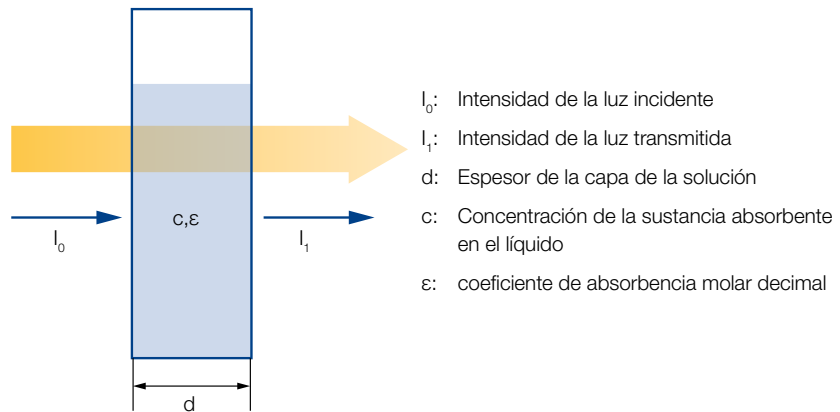 I₀
c,ε
I₁
d
I₀: Intensidad de la luz incidente
I₁: Intensidad de la luz transmitida
d: Espesor de la capa de la solución
c: Concentración de la sustancia absorbente
en el líquido
ε: coeficiente de absorbencia molar decimal